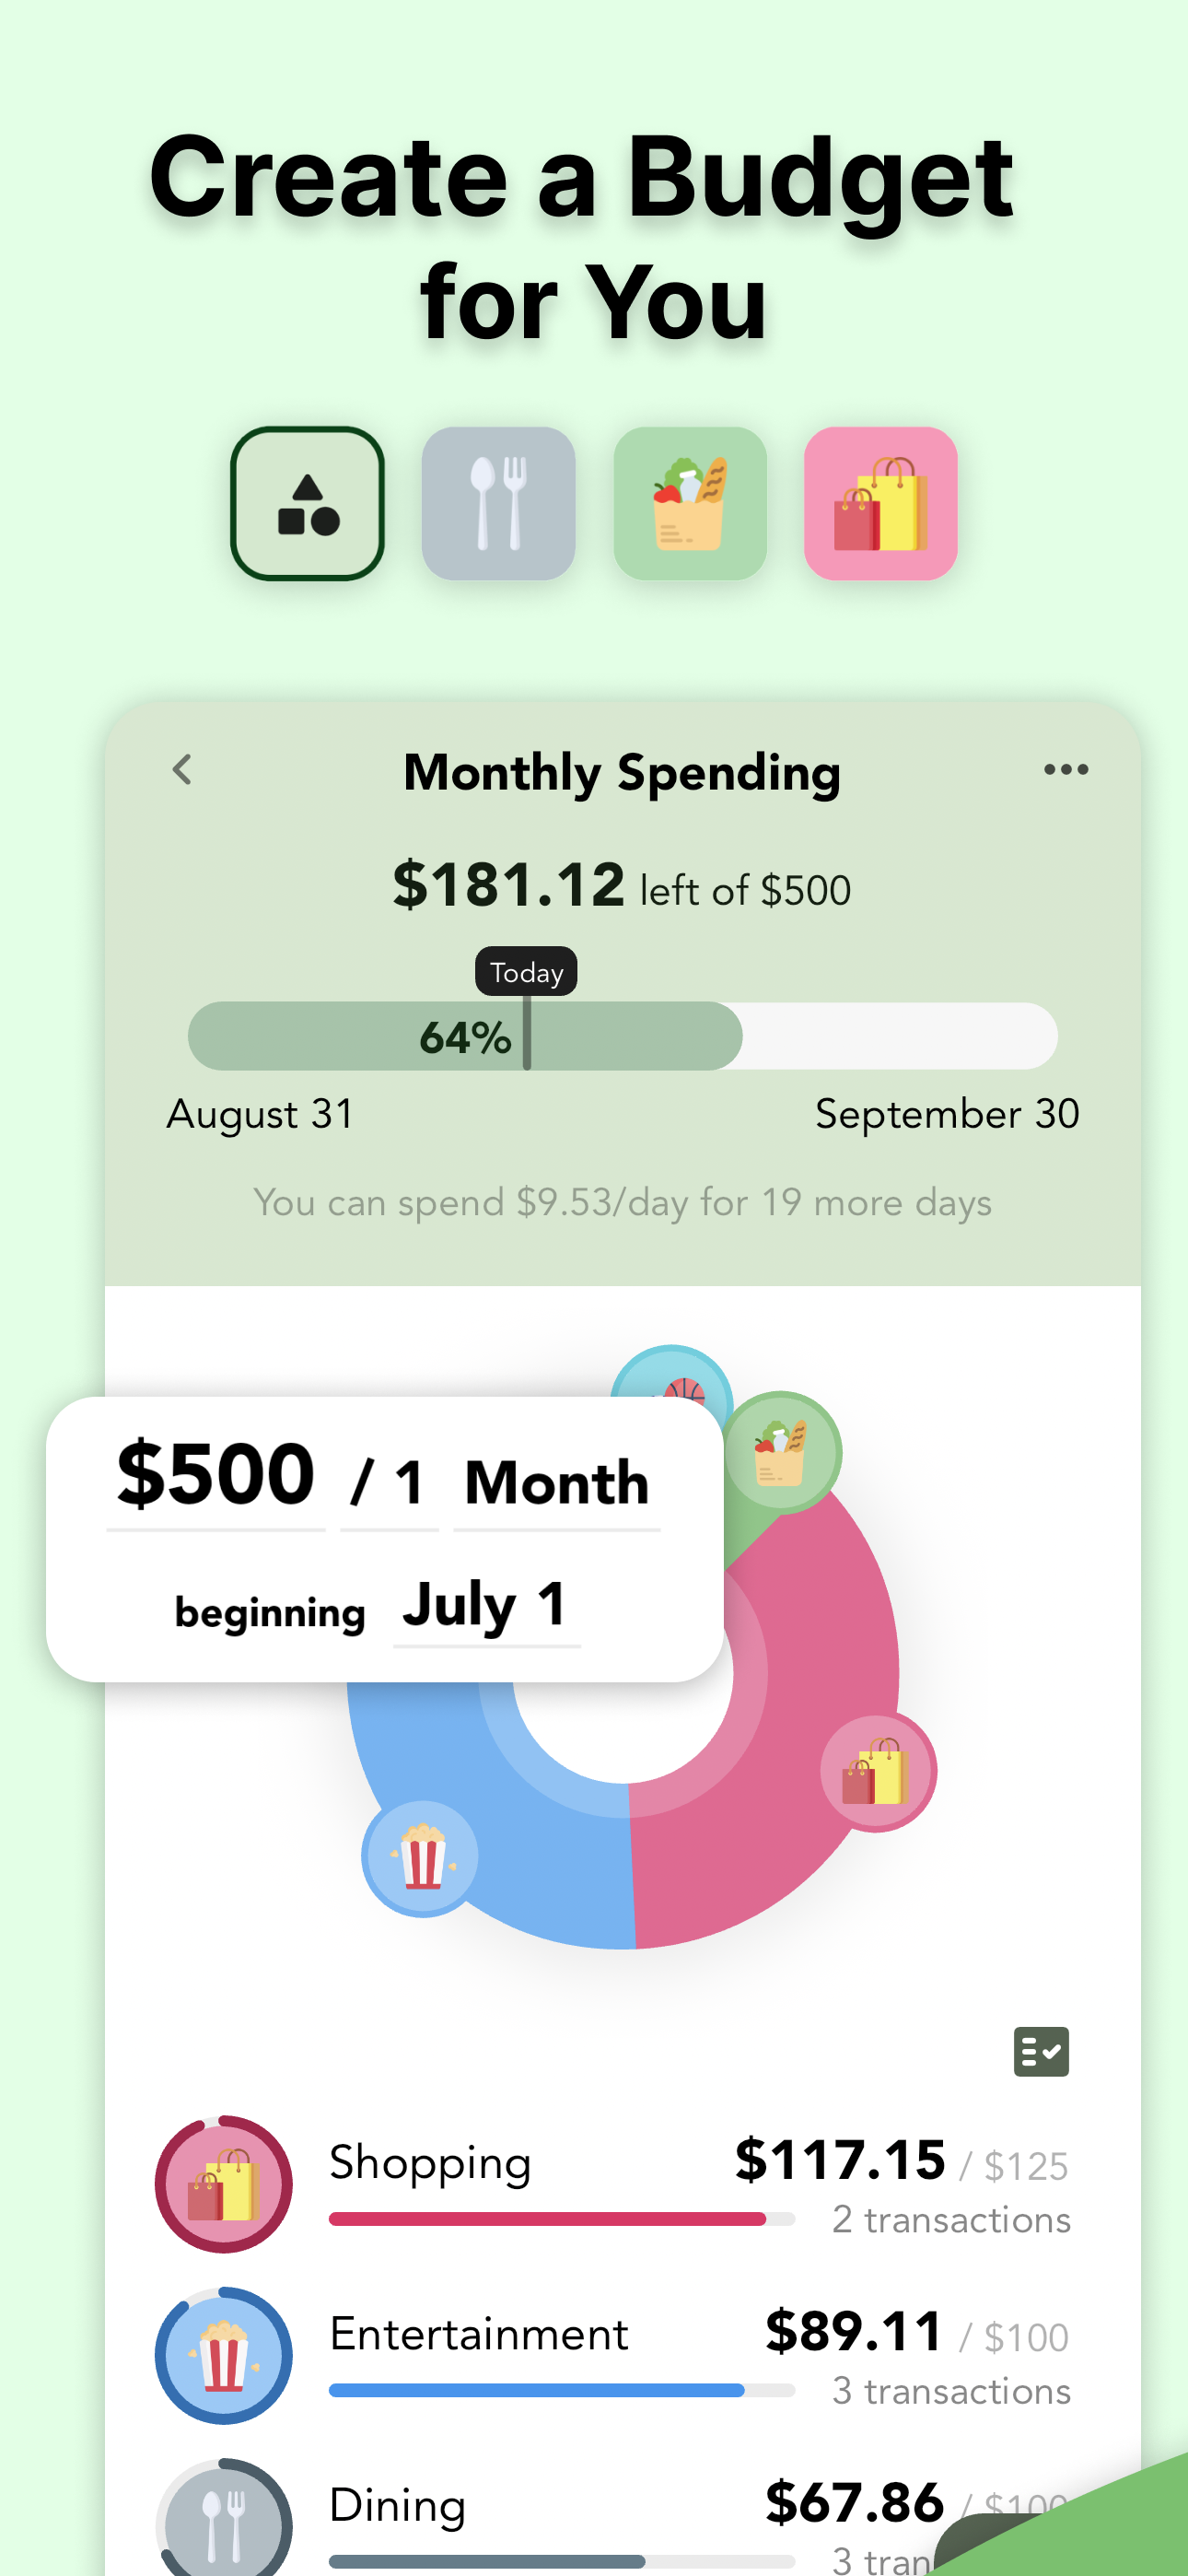 Create a Budget
for You
Monthly Spending
$181.12 left of $500
Today
64%
August 31
September 30
You can spend $9.53/day for 19 more days
$500 / 1 Month
beginning July 1
Shopping
$117.15 / $125
2 transactions
Entertainment
$89.11 / $100
3 transactions
Dining
$67.86 / $100
3